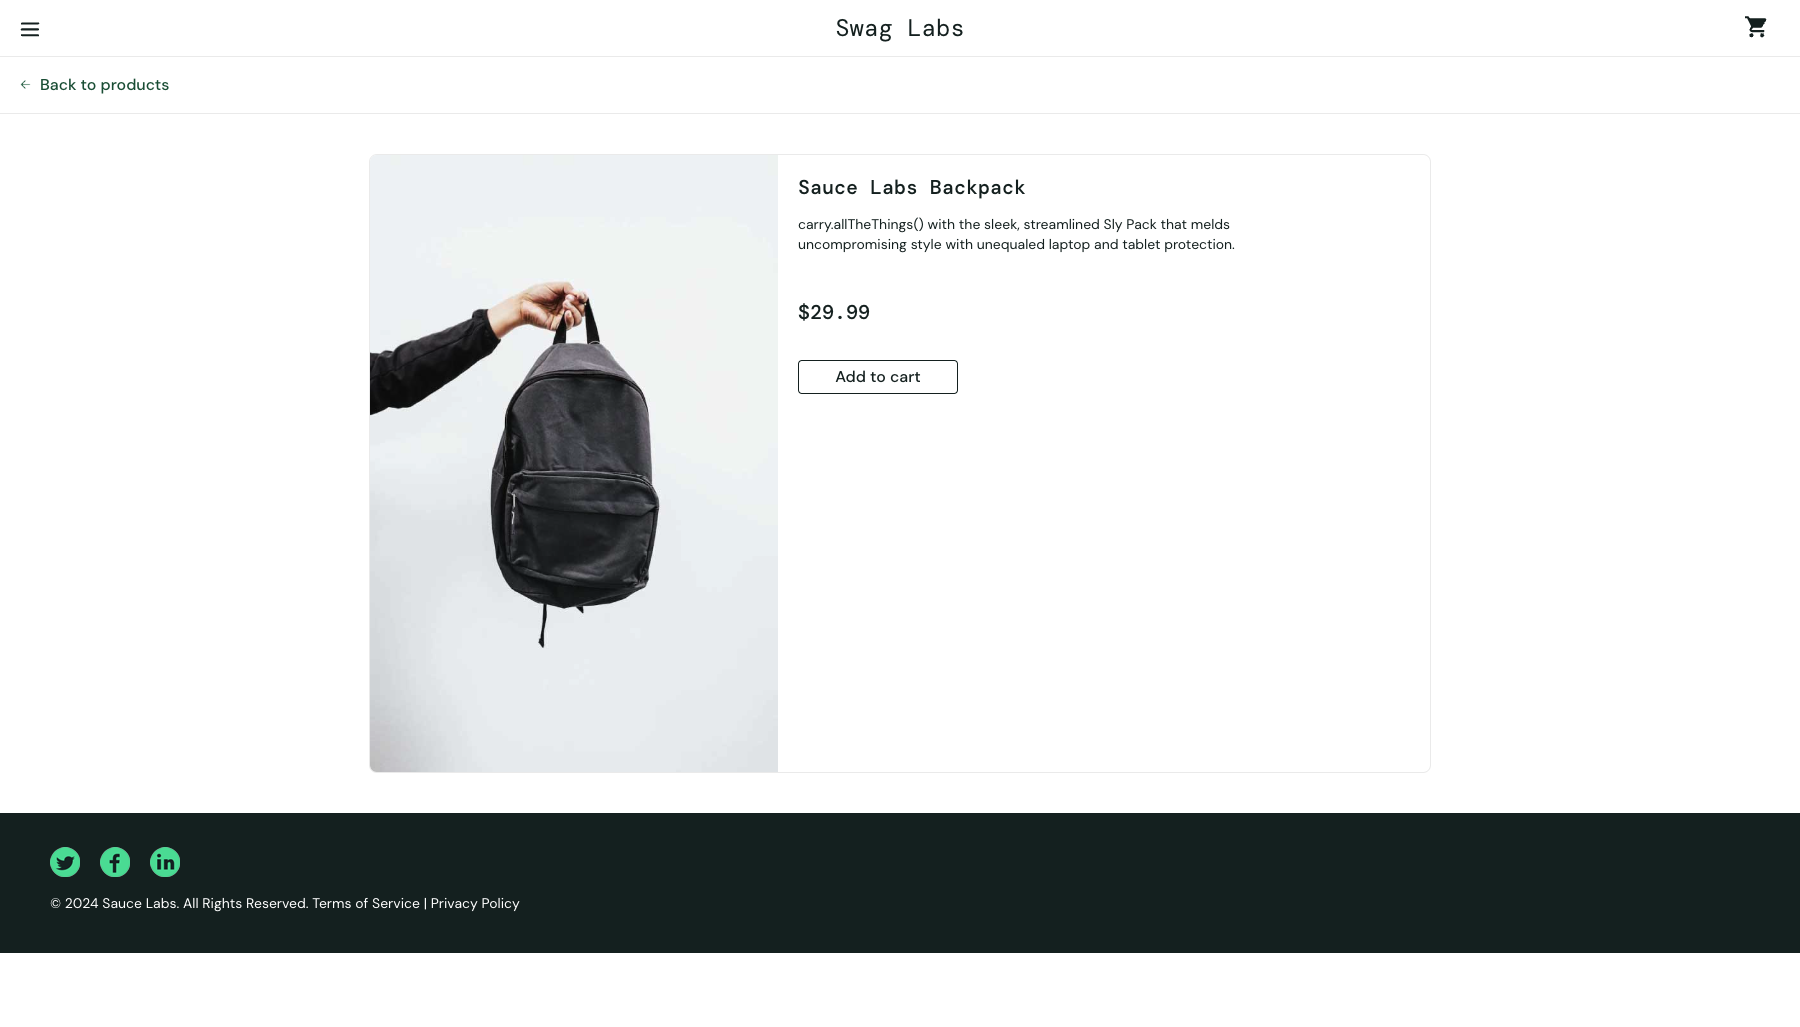 Swag Labs
Back to products
Sauce Labs Backpack
carry.allTheThings() with the sleek, streamlined Sly Pack that melds
uncompromising style with unequaled laptop and tablet protection.
$29.99
Add to cart
© 2024 Sauce Labs. All Rights Reserved. Terms of Service | Privacy Policy